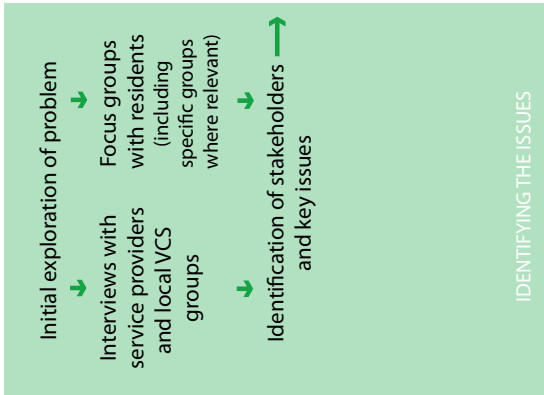 Initial exploration of problem
Interviews with
service providers
and local VCS
groups
Focus groups
with residents
(including
specific groups
where relevant)
Identification of stakeholders
and key issues
IDENTIFYING THE ISSUES